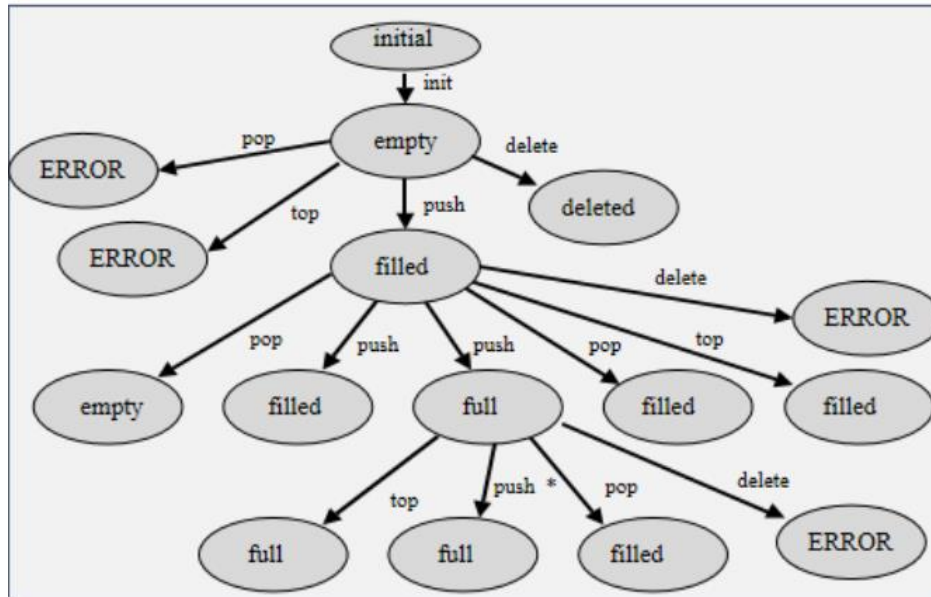 initial
init
empty
pop
delete
ERROR
top
push
deleted
ERROR
filled
delete
ERROR
pop
push
push
pop
top
empty
filled
full
filled
filled
top
push *
pop
delete
full
full
filled
ERROR